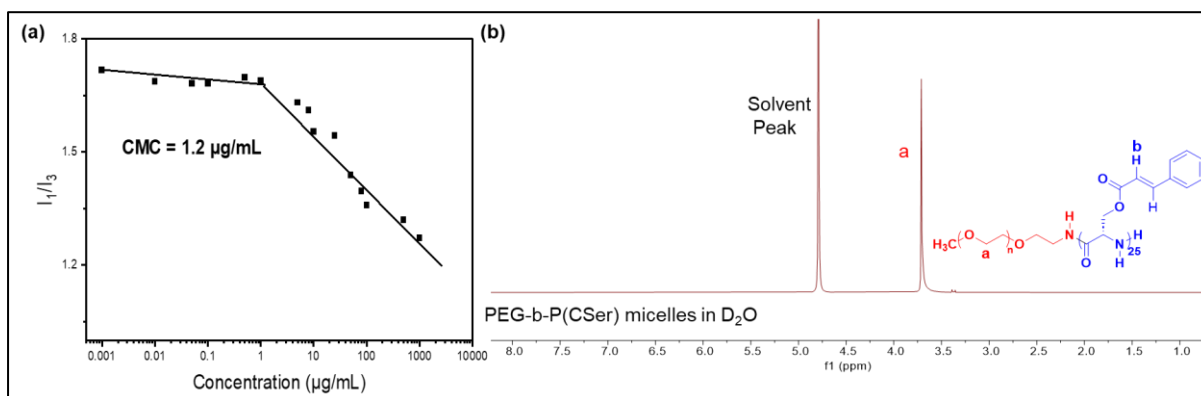 (a)
1.8
1.5
1.2
I₁/I₃
CMC = 1.2 µg/mL
0.001 0.01 0.1 1 10 100 1000 10000
Concentration (µg/mL)
(b)
Solvent
Peak
a
b
H
O
O
H
H
H₃C
O
a
n
O
N
O
N
H
H
25
PEG-b-P(CSer) micelles in D₂O
8.0 7.5 6.5 6.0 5.5 5.0 4.5 4.0 3.5 3.0 2.5 2.0 1.5 1.0
f1 (ppm)